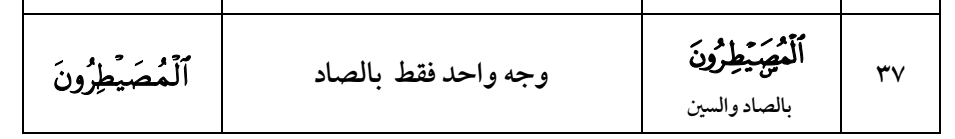 ٣٧
ٱلۡمُصَۜيۡطِرُونَ
بالصاد والسين
وجه واحد فقط بالصاد
ٱلۡمُصَيۡطِرُونَ